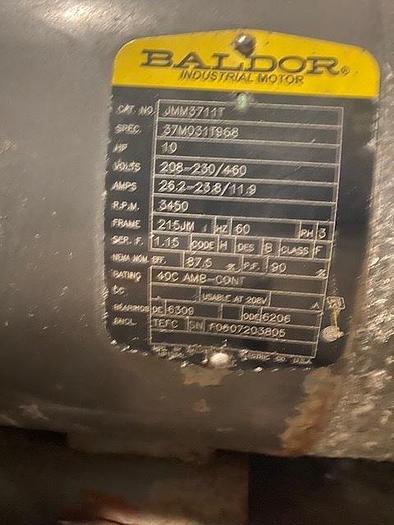 BALDOR®
INDUSTRIAL MOTOR
CAT. NO. JMM3711T
SPEC. 37M031T968
HP 10
VOLTS 208-230/460
AMPS 26.2-23.8/11.9
R.P.M. 3450
FRAME 215JM HZ 60 PH 3
SER. F. 1.15 CODE H DES B CLASS F
NEMA NOM. EFF. 87.5 % P.F. 90 %
RATING 40C AMB-CONT
CC USABLE AT 208V A
BEARINGS DE 6309 ODE 6206
ENCL TEFC SN F0607203805
U.S.A.